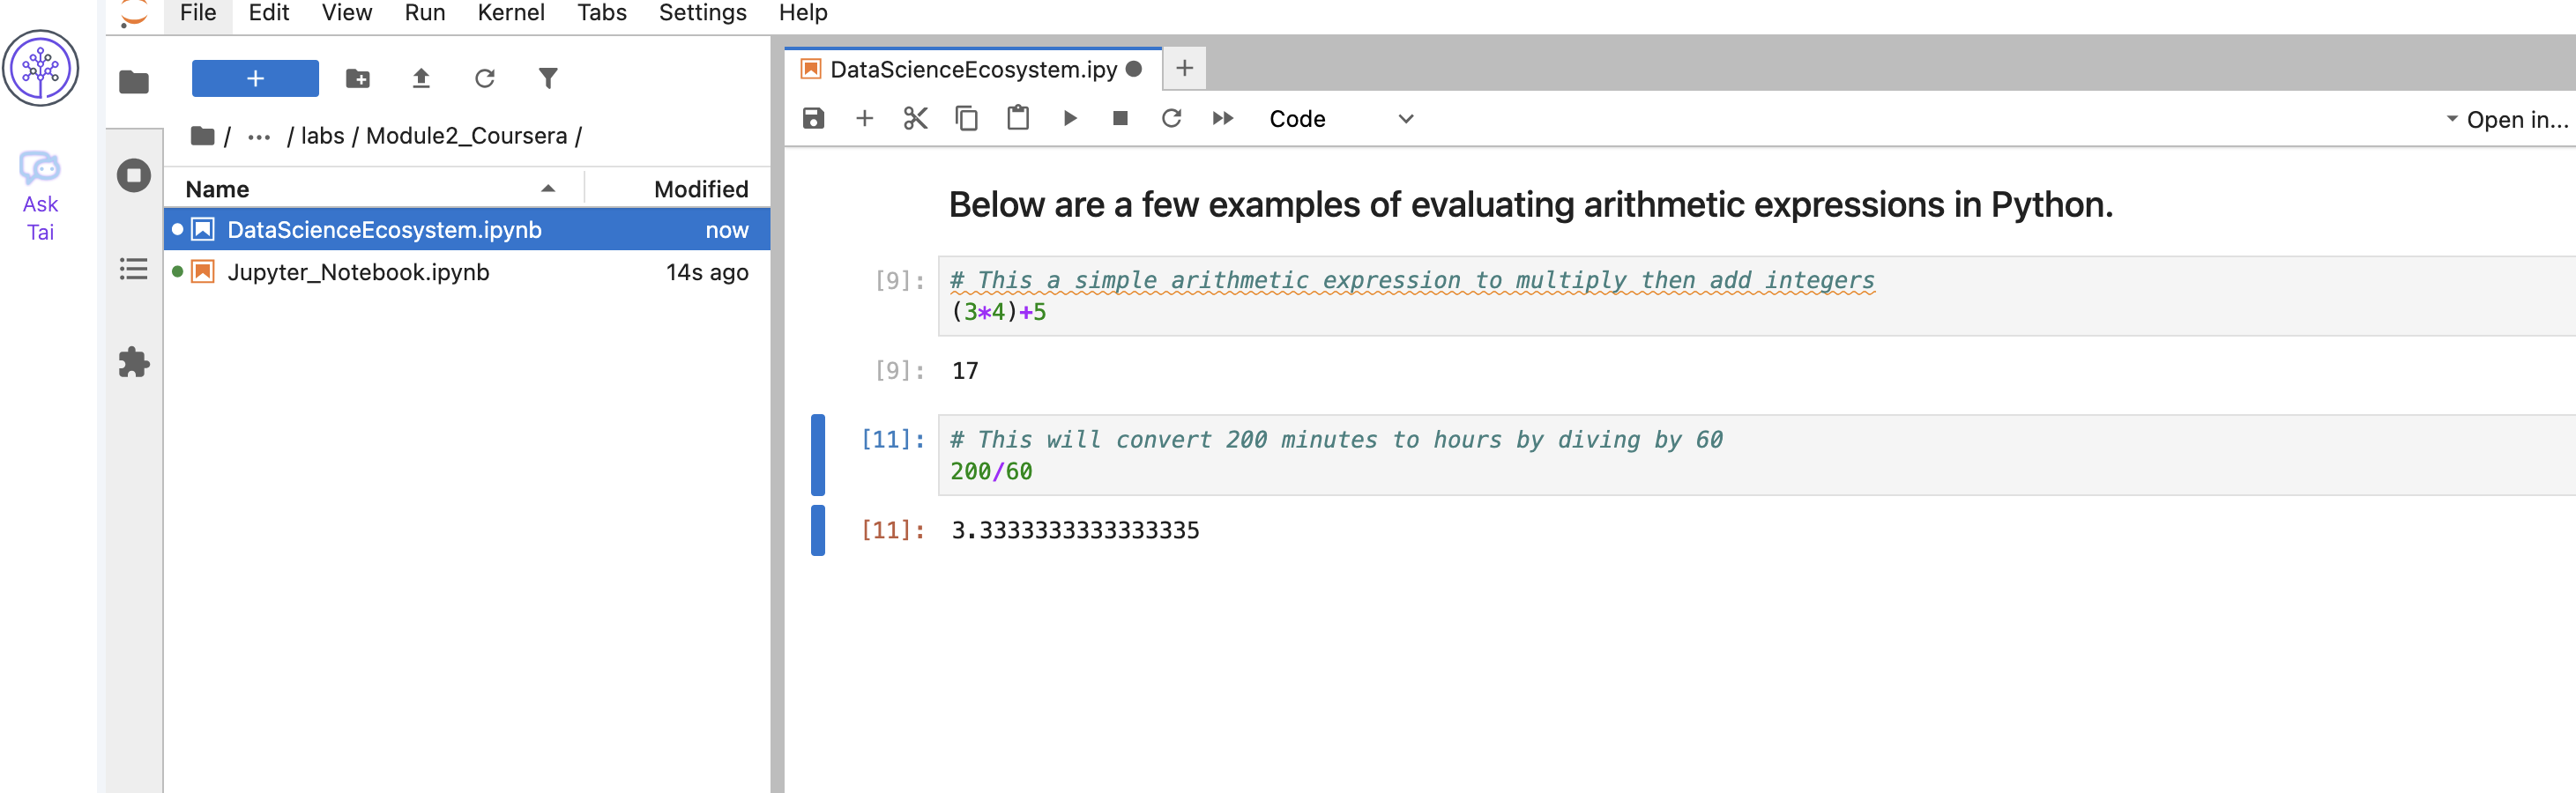 File Edit View Run Kernel Tabs Settings Help
Ask
Tai
+
/ ... / labs / Module2_Coursera /
Name Modified
DataScienceEcosystem.ipynb now
Jupyter_Notebook.ipynb 14s ago
DataScienceEcosystem.ipy
Code
Open in...
Below are a few examples of evaluating arithmetic expressions in Python.
[9]: # This a simple arithmetic expression to multiply then add integers
(3*4)+5
[9]: 17
[11]: # This will convert 200 minutes to hours by diving by 60
200/60
[11]: 3.3333333333333335